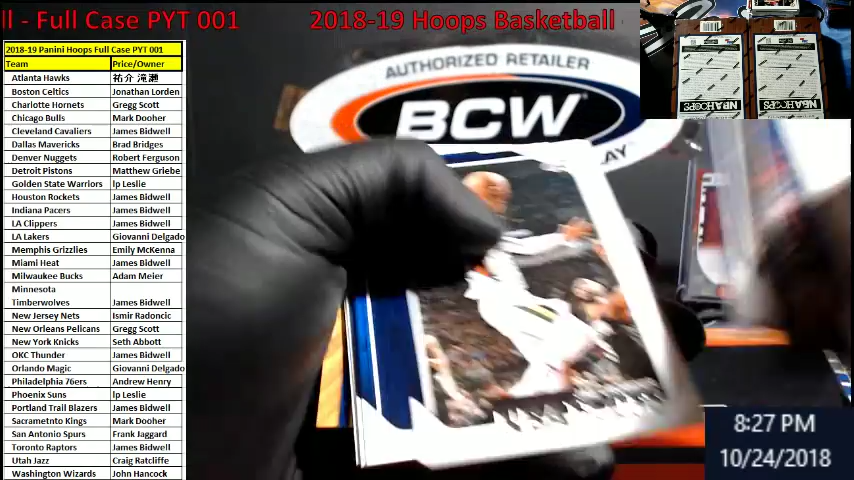 ll - Full Case PYT 001
2018-19 Hoops Basketball
2018-19 Panini Hoops Full Case PYT 001
Team Price/Owner
Atlanta Hawks 祐介 滝瀬
Boston Celtics Jonathan Lorden
Charlotte Hornets Gregg Scott
Chicago Bulls Mark Dooher
Cleveland Cavaliers James Bidwell
Dallas Mavericks Brad Bridges
Denver Nuggets Robert Ferguson
Detroit Pistons Matthew Griebe
Golden State Warriors lp Leslie
Houston Rockets James Bidwell
Indiana Pacers James Bidwell
LA Clippers James Bidwell
LA Lakers Giovanni Delgado
Memphis Grizzlies Emily McKenna
Miami Heat James Bidwell
Milwaukee Bucks Adam Meier
Minnesota
Timberwolves James Bidwell
New Jersey Nets Ismir Radoncic
New Orleans Pelicans Gregg Scott
New York Knicks Seth Abbott
OKC Thunder James Bidwell
Orlando Magic Giovanni Delgado
Philadelphia 76ers Andrew Henry
Phoenix Suns lp Leslie
Portland Trail Blazers James Bidwell
Sacrametnto Kings Mark Dooher
San Antonio Spurs Frank Jaggard
Toronto Raptors James Bidwell
Utah Jazz Craig Ratcliffe
Washington Wizards John Hancock
AUTHORIZED RETAILER
BCW
AY
NBA HOOPS
NBA HOOPS
8:27 PM
10/24/2018